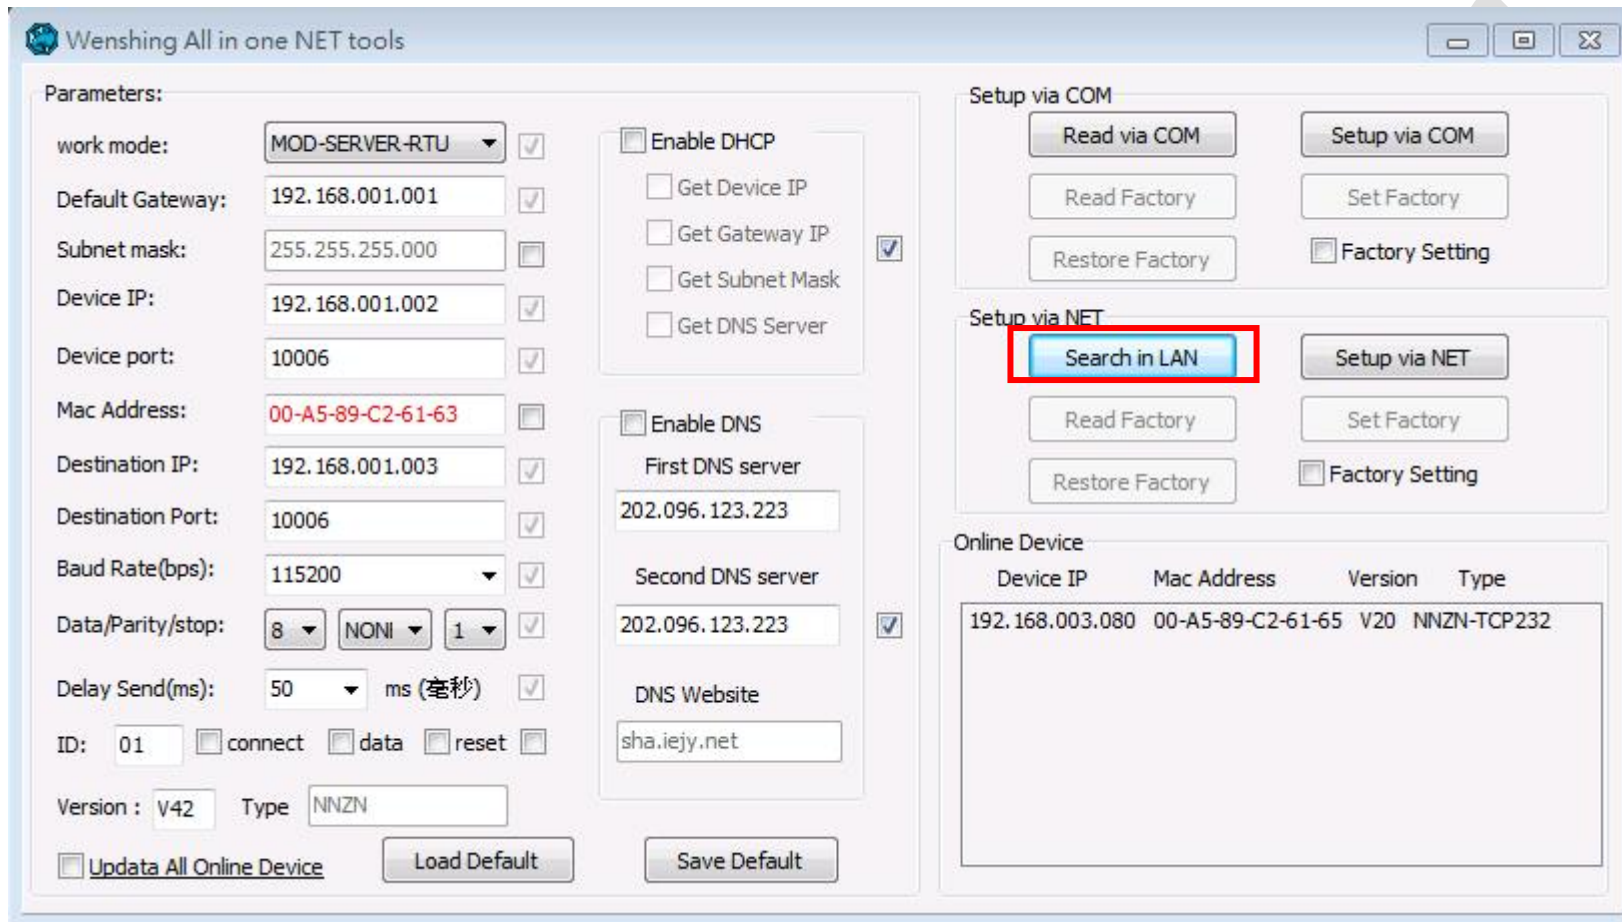 Wenshing All in one NET tools
Parameters:
work mode: MOD-SERVER-RTU
Default Gateway: 192.168.001.001
Subnet mask: 255.255.255.000
Device IP: 192.168.001.002
Device port: 10006
Mac Address: 00-A5-89-C2-61-63
Destination IP: 192.168.001.003
Destination Port: 10006
Baud Rate(bps): 115200
Data/Parity/stop: 8 NONI 1
Delay Send(ms): 50 ms (毫秒)
ID: 01 connect data reset
Version : V42 Type NNZN
Updata All Online Device Load Default Save Default
Enable DHCP
Get Device IP
Get Gateway IP
Get Subnet Mask
Get DNS Server
Enable DNS
First DNS server
202.096.123.223
Second DNS server
202.096.123.223
DNS Website
sha.iejy.net
Setup via COM
Read via COM Setup via COM
Read Factory Set Factory
Restore Factory Factory Setting
Setup via NET
Search in LAN Setup via NET
Read Factory Set Factory
Restore Factory Factory Setting
Online Device
Device IP Mac Address Version Type
192.168.003.080 00-A5-89-C2-61-65 V20 NNZN-TCP232